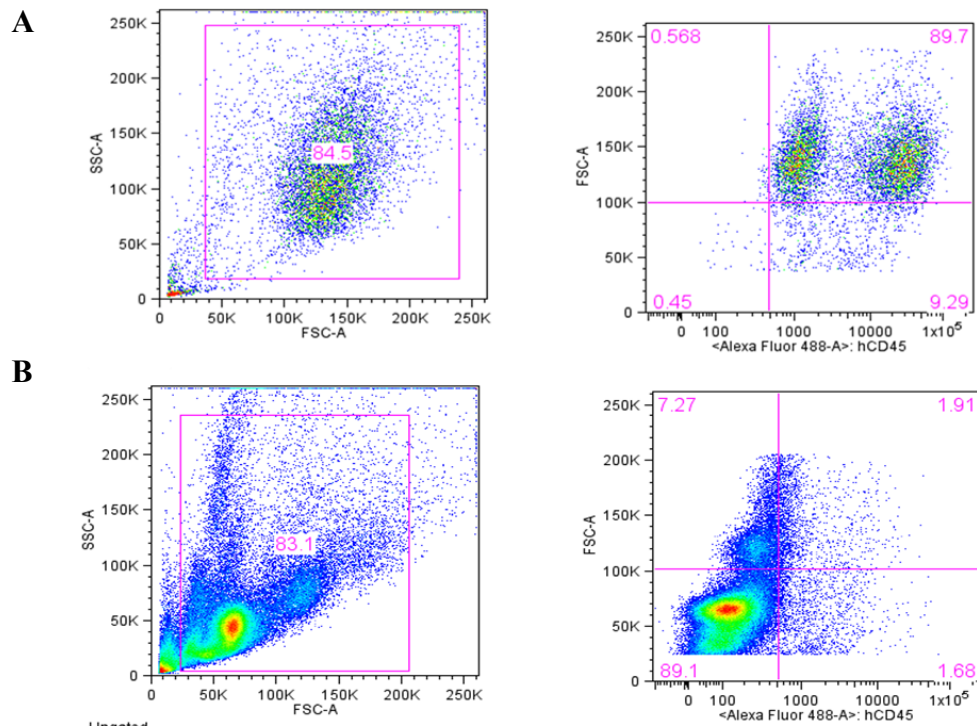 A
250K
200K
150K
100K
50K
0
SSC-A
84.5
0 50K 100K 150K 200K 250K
FSC-A
0.568 89.7
250K
200K
150K
100K
50K
0
FSC-A
0.45 9.29
0 100 1000 10000 1x10^5
<Alexa Fluor 488-A>: hCD45
B
250K
200K
150K
100K
50K
0
SSC-A
83.1
0 50K 100K 150K 200K 250K
FSC-A
7.27 1.91
250K
200K
150K
100K
50K
0
FSC-A
89.1 1.68
0 100 1000 10000 1x10^5
<Alexa Fluor 488-A>: hCD45
Ungated